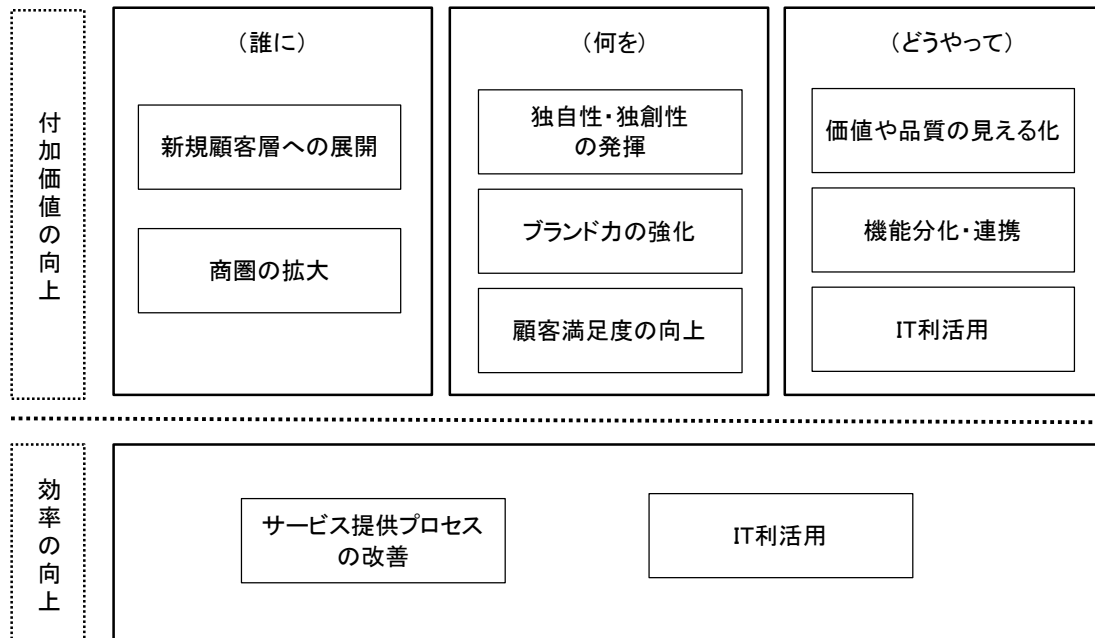 付加価値の向上
（誰に）
新規顧客層への展開
商圏の拡大
（何を）
独自性・独創性
の発揮
ブランド力の強化
顧客満足度の向上
（どうやって）
価値や品質の見える化
機能分化・連携
IT利活用
効率の向上
サービス提供プロセス
の改善
IT利活用